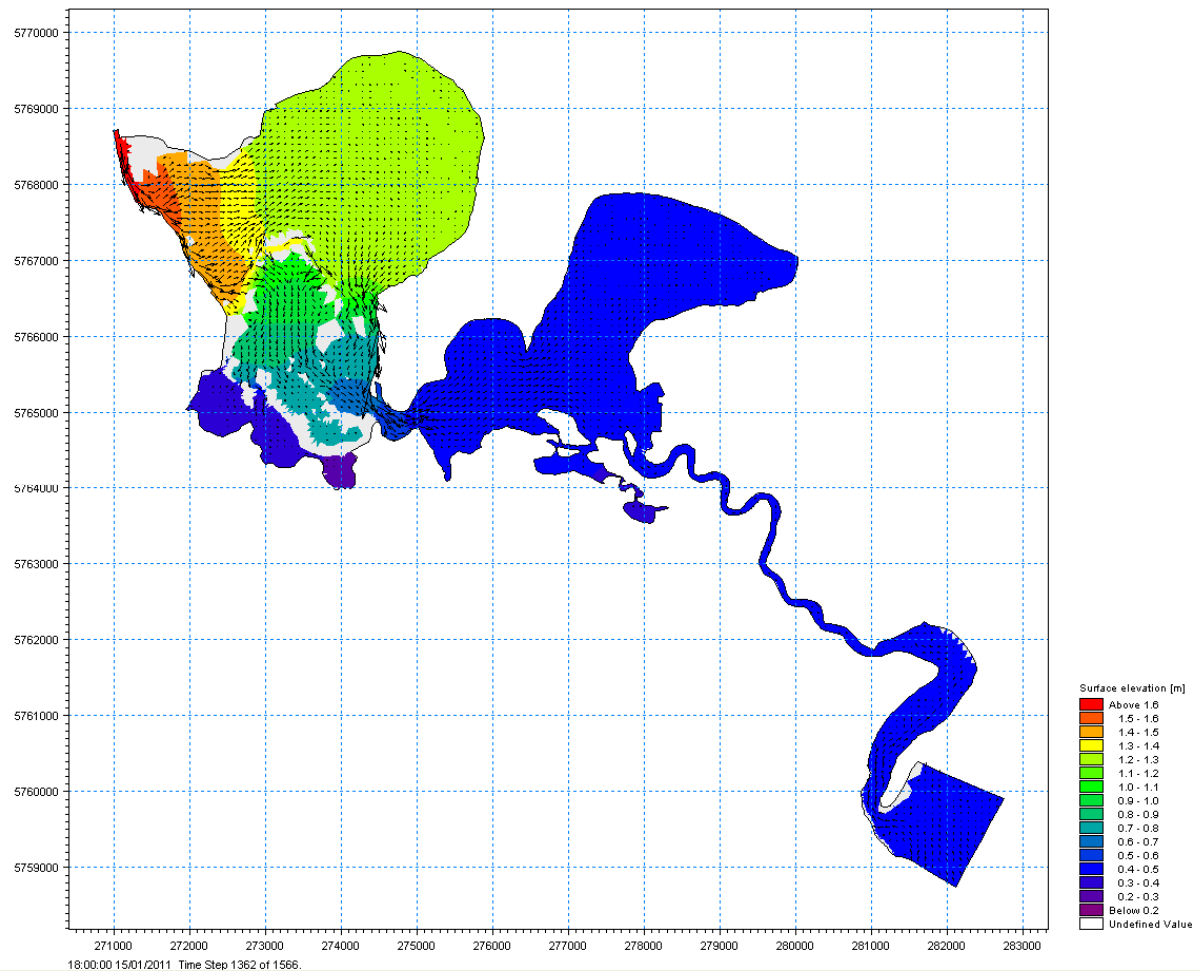 5770000
5769000
5768000
5767000
5766000
5765000
5764000
5763000
5762000
5761000
5760000
5759000
271000 272000 273000 274000 275000 276000 277000 278000 279000 280000 281000 282000 283000
Surface elevation [m]
Above 1.6
1.5 - 1.6
1.4 - 1.5
1.3 - 1.4
1.2 - 1.3
1.1 - 1.2
1.0 - 1.1
0.9 - 1.0
0.8 - 0.9
0.7 - 0.8
0.6 - 0.7
0.5 - 0.6
0.4 - 0.5
0.3 - 0.4
0.2 - 0.3
Below 0.2
Undefined Value
18:00:00 15/01/2011 Time Step 1362 of 1566.